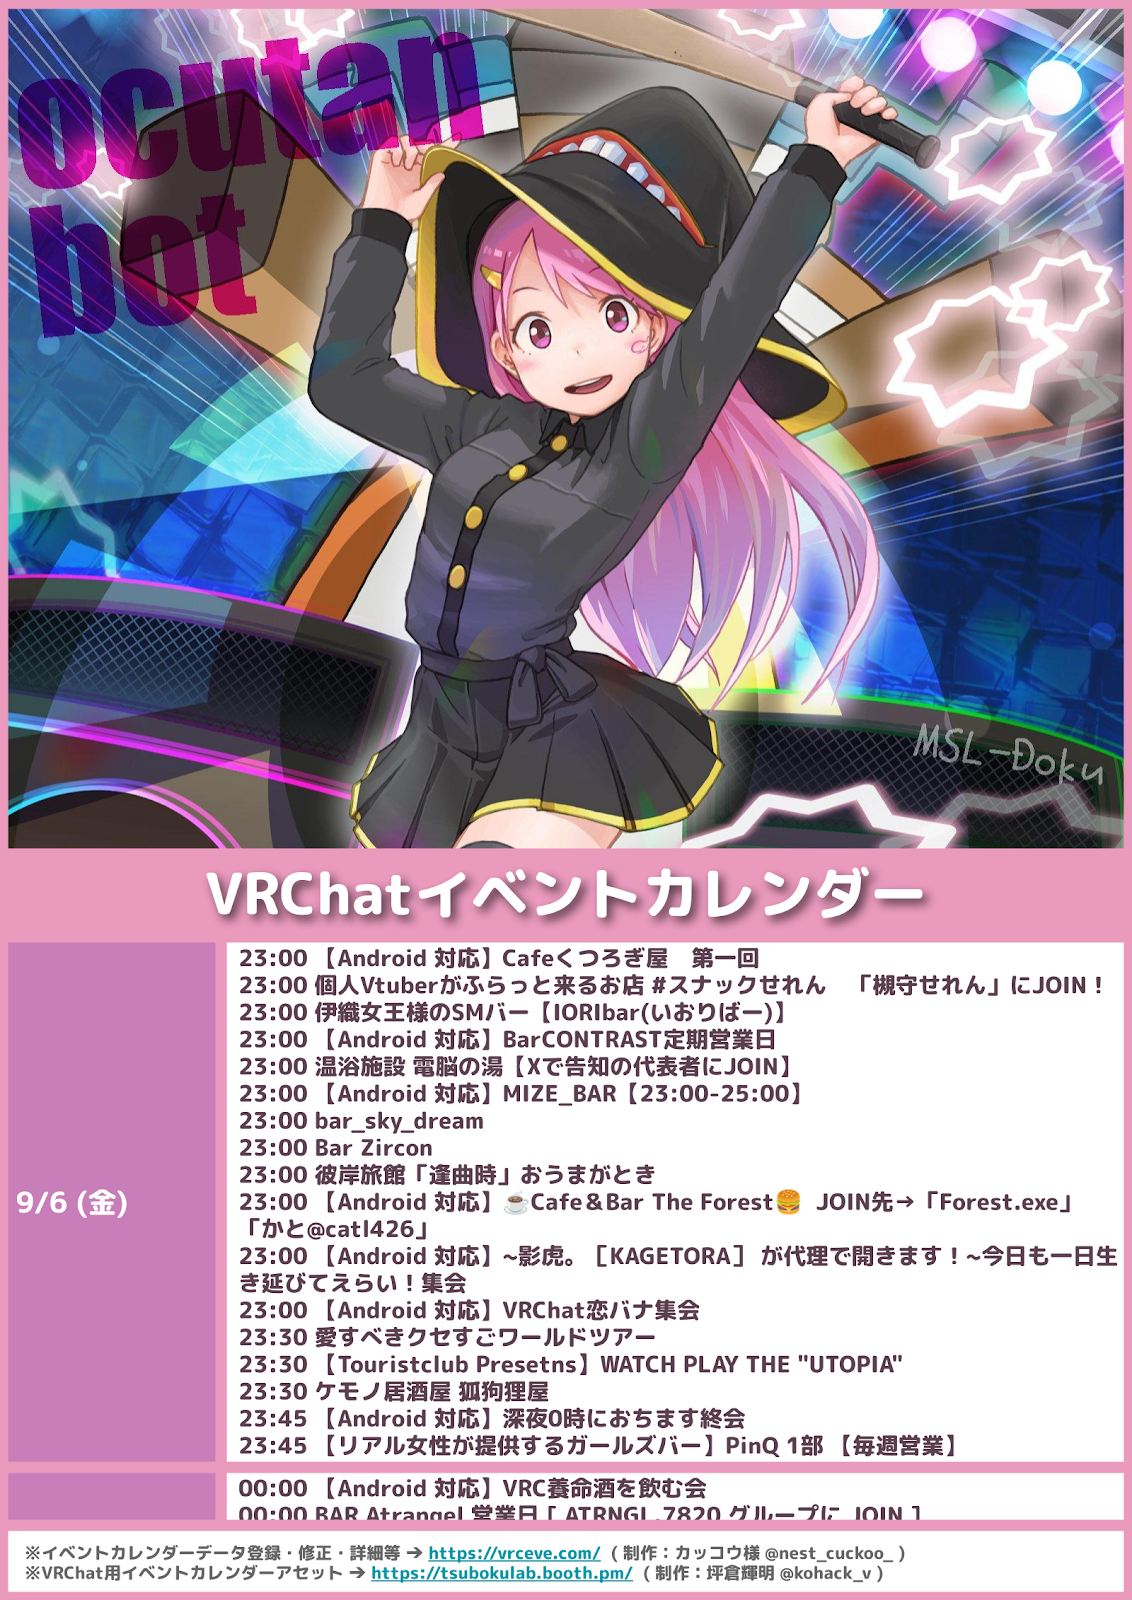 ocutan
bot
MSL-Doku
VRChatイベントカレンダー
9/6 (金)
23:00 【Android 対応】Cafeくつろぎ屋　第一回
23:00 個人Vtuberがふらっと来るお店 #スナックせれん　「槻守せれん」にJOIN！
23:00 伊織女王様のSMバー【IORIbar(いおりばー)】
23:00 【Android 対応】BarCONTRAST定期営業日
23:00 温浴施設 電脳の湯【Xで告知の代表者にJOIN】
23:00 【Android 対応】MIZE_BAR【23:00-25:00】
23:00 bar_sky_dream
23:00 Bar Zircon
23:00 彼岸旅館「逢曲時」おうまがとき
23:00 【Android 対応】☕Cafe＆Bar The Forest🍔 JOIN先→「Forest.exe」
「かと@catl426」
23:00 【Android 対応】~影虎。［KAGETORA］ が代理で開きます！~今日も一日生
き延びてえらい！集会
23:00 【Android 対応】VRChat恋バナ集会
23:30 愛すべきクセすごワールドツアー
23:30 【Touristclub Presetns】WATCH PLAY THE "UTOPIA"
23:30 ケモノ居酒屋 狐狗狸屋
23:45 【Android 対応】深夜0時におちます終会
23:45 【リアル女性が提供するガールズバー】PinQ 1部 【毎週営業】
00:00 【Android 対応】VRC養命酒を飲む会
00:00 BAR Atrangel 営業日 [ ATRNGL.7820 グループに JOIN ]
※イベントカレンダーデータ登録・修正・詳細等 ➔ https://vrceve.com/ ( 制作：カッコウ様 @nest_cuckoo_ )
※VRChat用イベントカレンダーアセット ➔ https://tsubokulab.booth.pm/ ( 制作：坪倉輝明 @kohack_v )